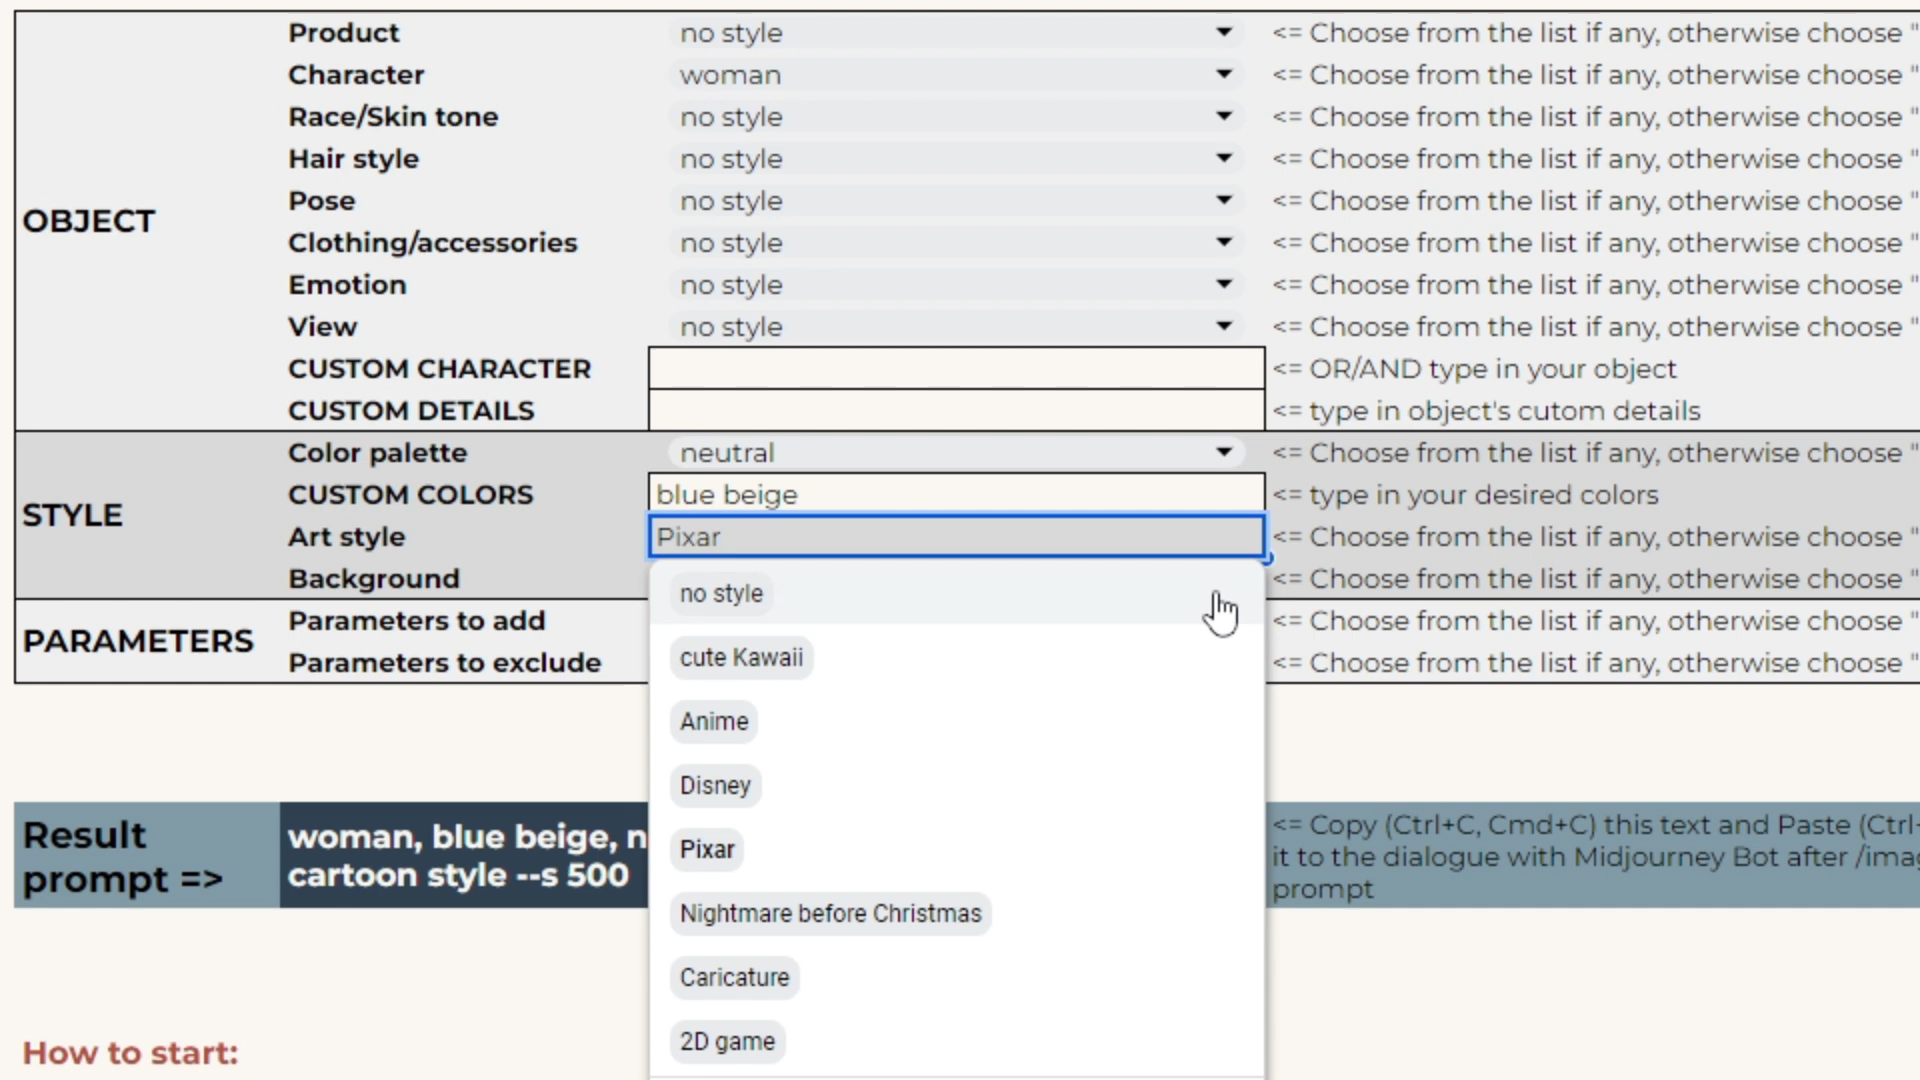 Product no style <= Choose from the list if any, otherwise choose "
Character woman <= Choose from the list if any, otherwise choose "
Race/Skin tone no style <= Choose from the list if any, otherwise choose "
Hair style no style <= Choose from the list if any, otherwise choose "
Pose no style <= Choose from the list if any, otherwise choose "
OBJECT
Clothing/accessories no style <= Choose from the list if any, otherwise choose "
Emotion no style <= Choose from the list if any, otherwise choose "
View no style <= Choose from the list if any, otherwise choose "
CUSTOM CHARACTER <= OR/AND type in your object
CUSTOM DETAILS <= type in object's cutom details
Color palette neutral <= Choose from the list if any, otherwise choose "
CUSTOM COLORS blue beige <= type in your desired colors
STYLE
Art style Pixar <= Choose from the list if any, otherwise choose "
Background <= Choose from the list if any, otherwise choose "
Parameters to add <= Choose from the list if any, otherwise choose "
PARAMETERS
Parameters to exclude <= Choose from the list if any, otherwise choose "
no style
cute Kawaii
Anime
Disney
Pixar
Nightmare before Christmas
Caricature
2D game
Result
prompt =>
woman, blue beige, n
cartoon style --s 500
<= Copy (Ctrl+C, Cmd+C) this text and Paste (Ctrl+
it to the dialogue with Midjourney Bot after /imag
prompt
How to start: